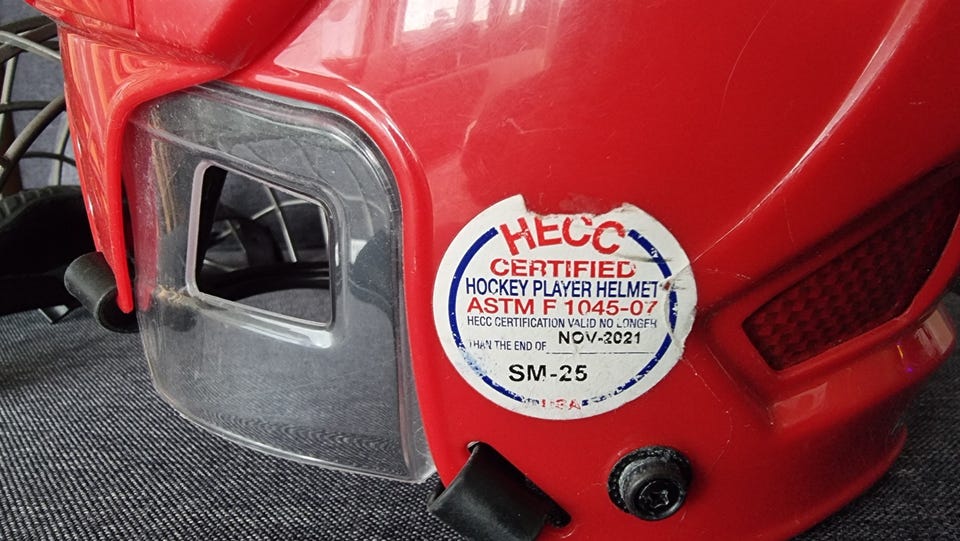 HECC
CERTIFIED
HOCKEY PLAYER HELMET
ASTM F 1045-07
HECC CERTIFICATION VALID NO LONGER
THAN THE END OF NOV-2021
SM-25
USA